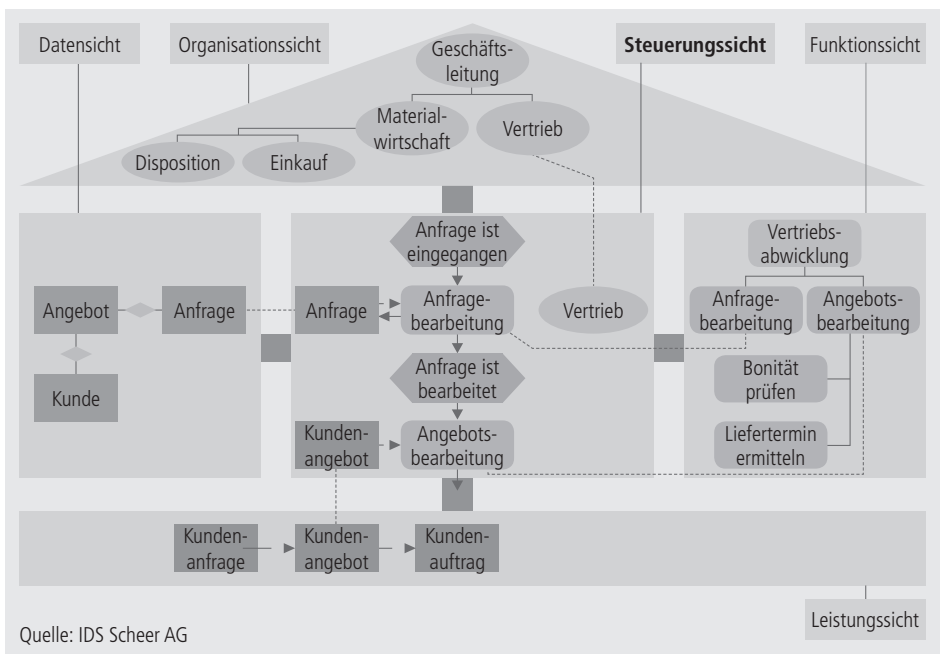 Datensicht
Organisationssicht
Geschäfts-
leitung
Steuerungssicht
Funktionssicht
Material-
wirtschaft
Vertrieb
Disposition
Einkauf
Anfrage ist
eingegangen
Vertriebs-
abwicklung
Angebot
Anfrage
Anfrage
Anfrage-
bearbeitung
Vertrieb
Anfrage-
bearbeitung
Angebots-
bearbeitung
Anfrage ist
bearbeitet
Bonität
prüfen
Kunde
Kunden-
angebot
Angebots-
bearbeitung
Liefertermin
ermitteln
Kunden-
anfrage
Kunden-
angebot
Kunden-
auftrag
Leistungssicht
Quelle: IDS Scheer AG